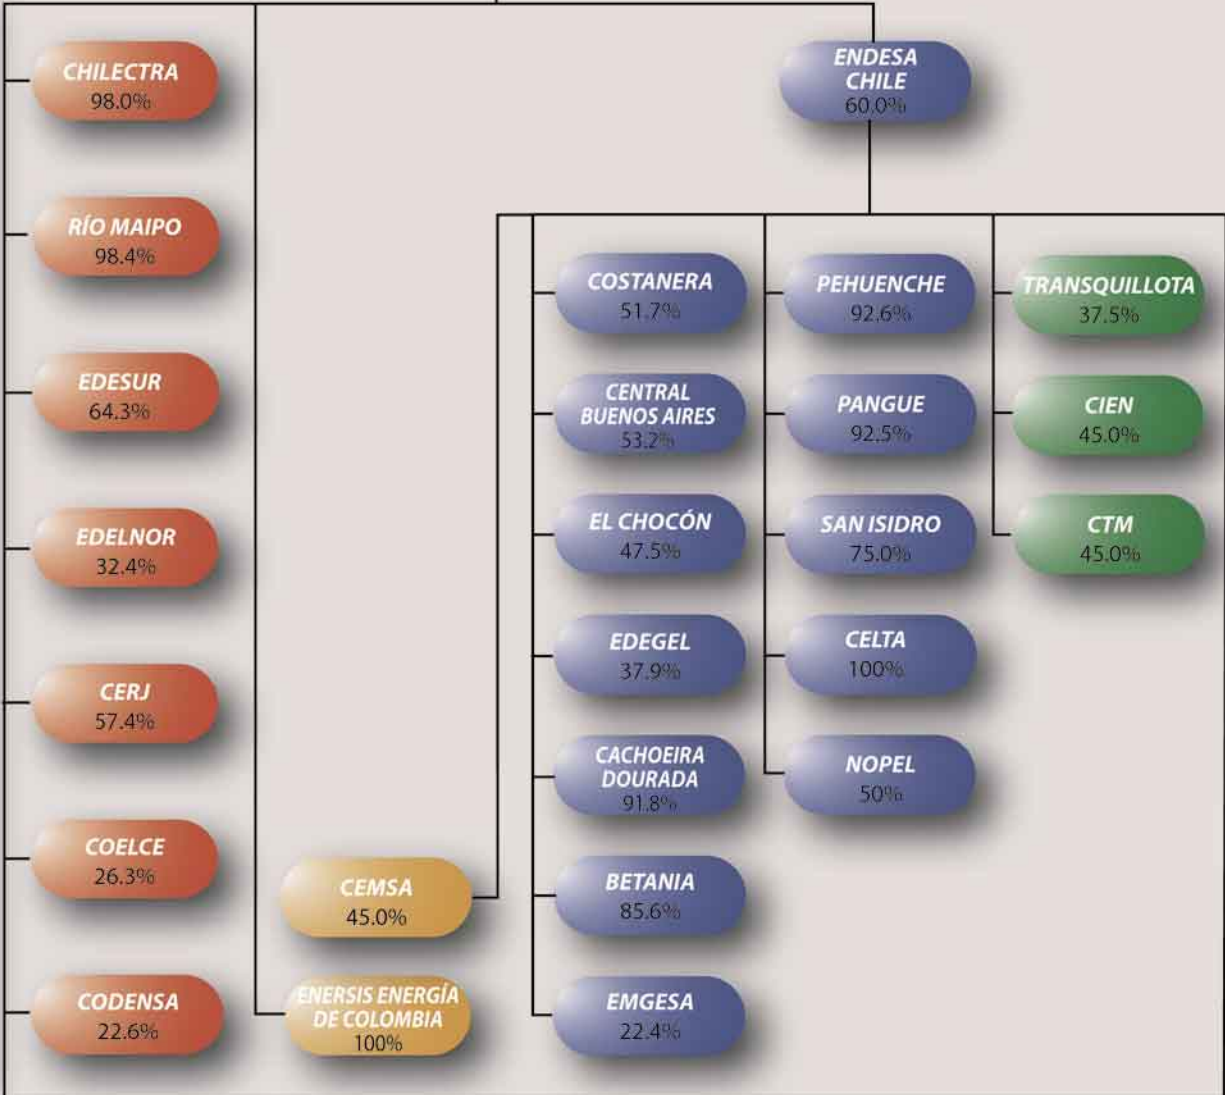 CHILECTRA
98.0%
RÍO MAIPO
98.4%
EDESUR
64.3%
EDELNOR
32.4%
CERJ
57.4%
COELCE
26.3%
CODENSA
22.6%
CEMSA
45.0%
ENERSIS ENERGÍA
DE COLOMBIA
100%
ENDESA
CHILE
60.0%
COSTANERA
51.7%
CENTRAL
BUENOS AIRES
53.2%
EL CHOCÓN
47.5%
EDEGEL
37.9%
CACHOEIRA
DOURADA
91.8%
BETANIA
85.6%
EMGESA
22.4%
PEHUENCHE
92.6%
PANGUE
92.5%
SAN ISIDRO
75.0%
CELTA
100%
NOPEL
50%
TRANSQUILLOTA
37.5%
CIEN
45.0%
CTM
45.0%